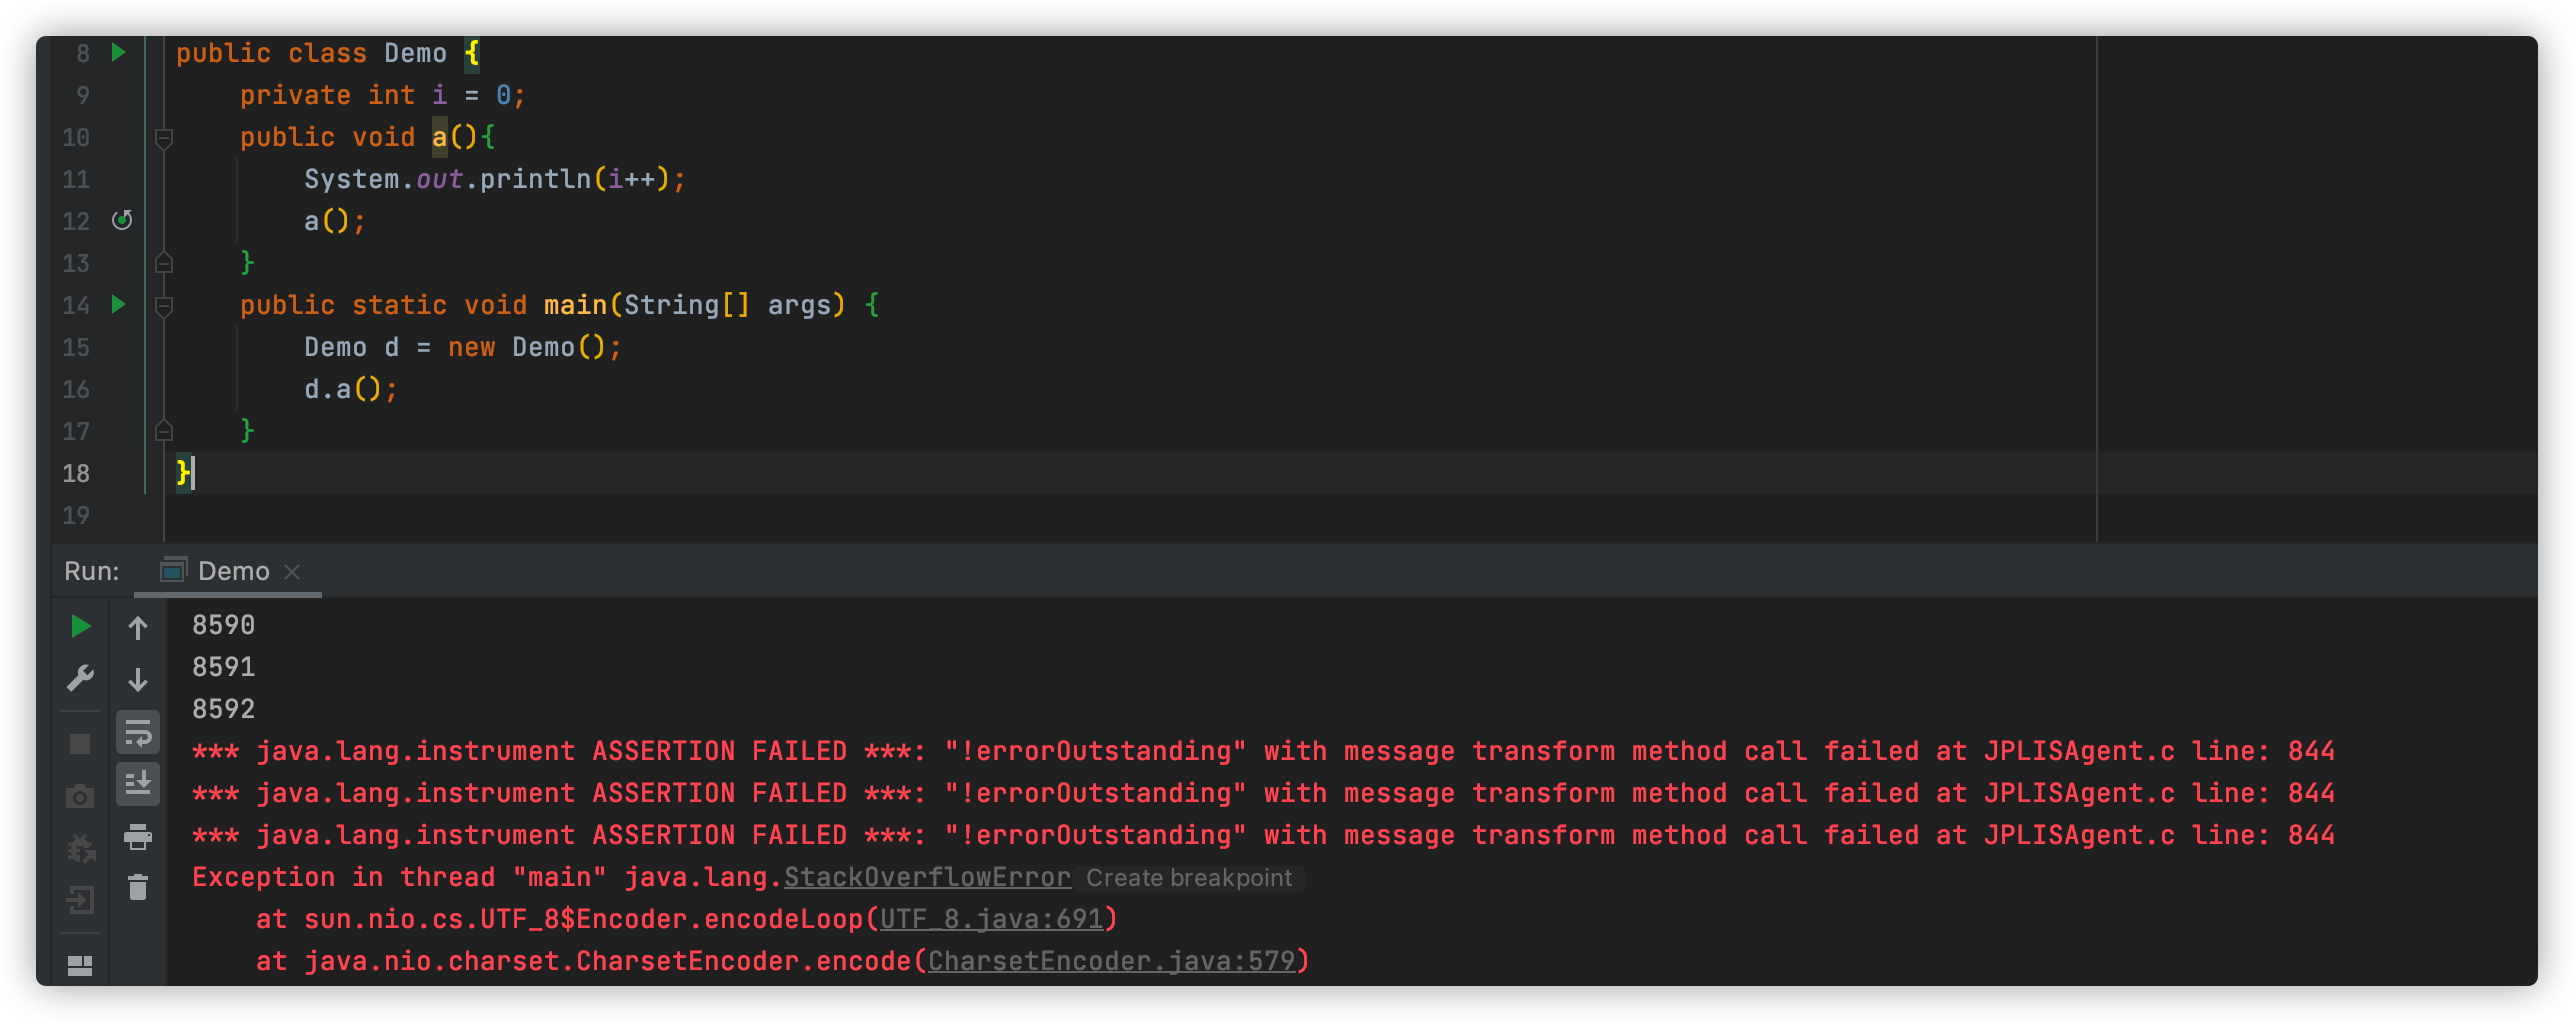 8 public class Demo {
9 private int i = 0;
10 public void a(){
11 System.out.println(i++);
12 a();
13 }
14 public static void main(String[] args) {
15 Demo d = new Demo();
16 d.a();
17 }
18 }
19
Run: Demo
8590
8591
8592
*** java.lang.instrument ASSERTION FAILED ***: "!errorOutstanding" with message transform method call failed at JPLISAgent.c line: 844
*** java.lang.instrument ASSERTION FAILED ***: "!errorOutstanding" with message transform method call failed at JPLISAgent.c line: 844
*** java.lang.instrument ASSERTION FAILED ***: "!errorOutstanding" with message transform method call failed at JPLISAgent.c line: 844
Exception in thread "main" java.lang.StackOverflowError Create breakpoint
at sun.nio.cs.UTF_8$Encoder.encodeLoop(UTF_8.java:691)
at java.nio.charset.CharsetEncoder.encode(CharsetEncoder.java:579)